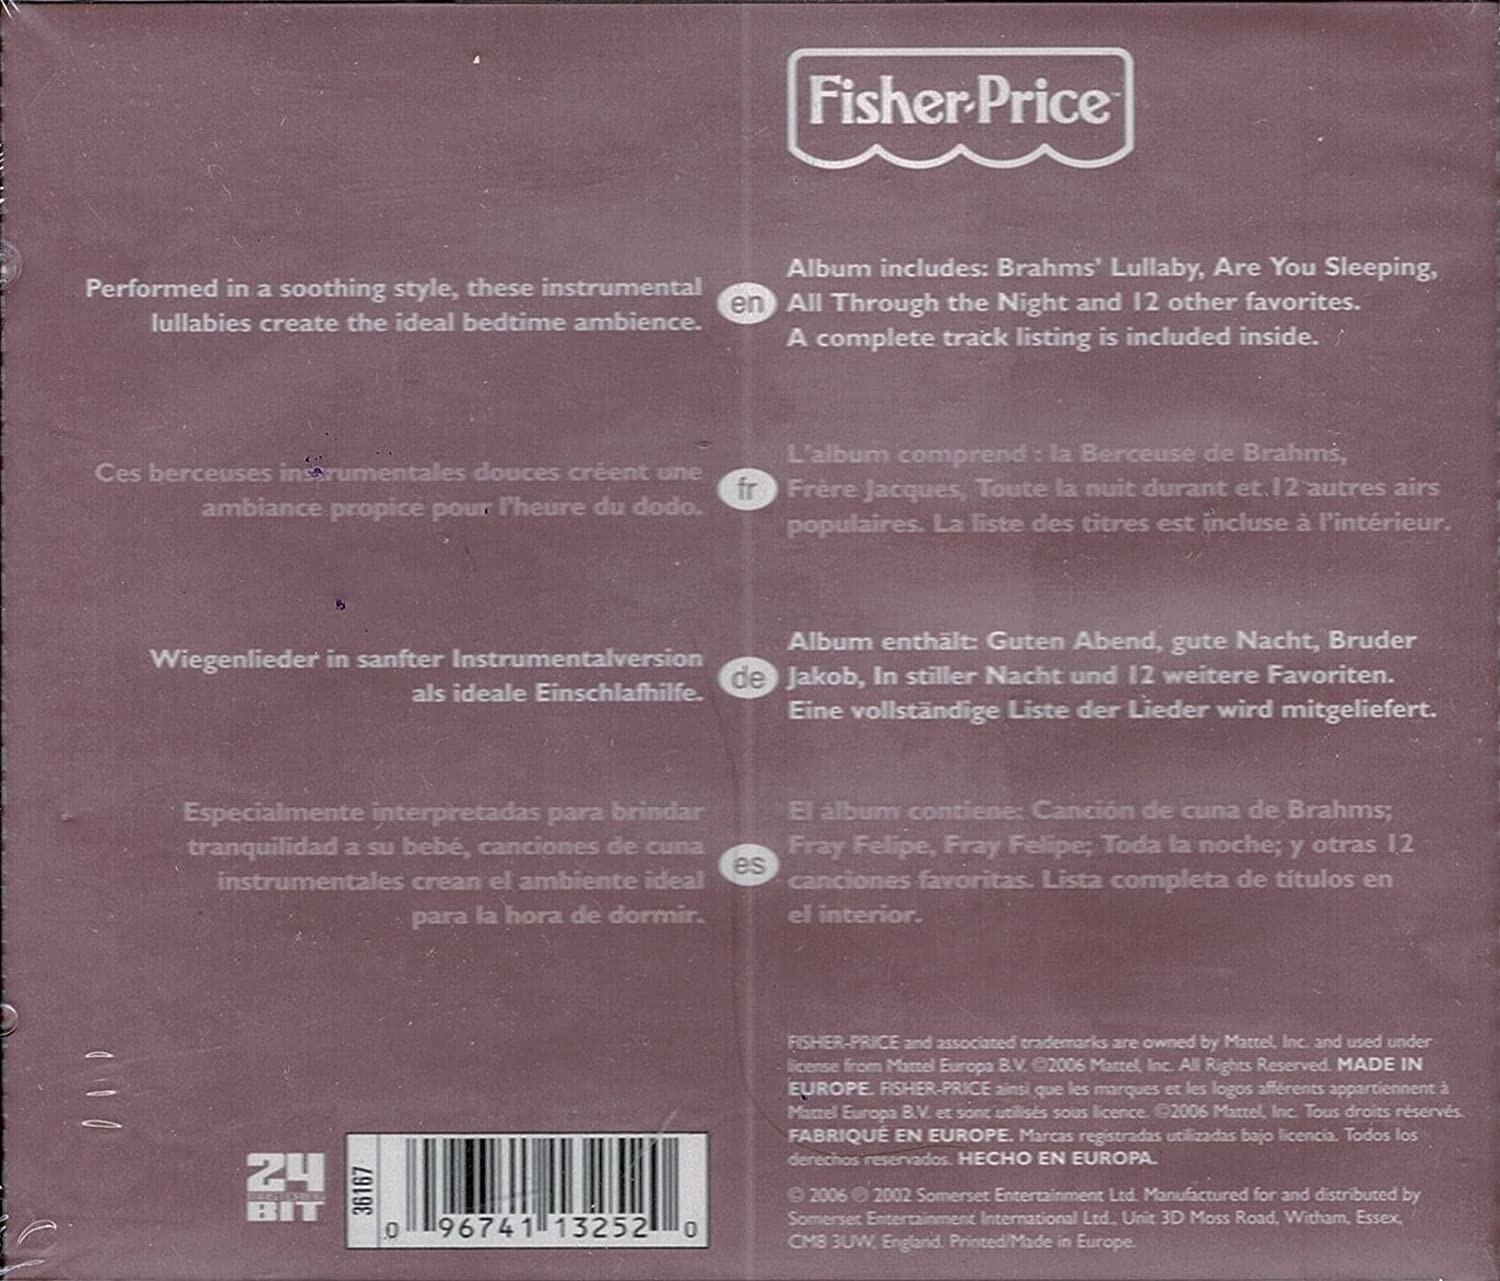 Fisher-Price™
Performed in a soothing style, these instrumental
lullabies create the ideal bedtime ambience.
en
Album includes: Brahms' Lullaby, Are You Sleeping,
All Through the Night and 12 other favorites.
A complete track listing is included inside.
Ces berceuses instrumentales douces créent une
ambiance propice pour l'heure du dodo.
fr
L'album comprend : la Berceuse de Brahms,
Frère Jacques, Toute la nuit durant et 12 autres airs
populaires. La liste des titres est incluse à l'intérieur.
Wiegenlieder in sanfter Instrumentalversion
als ideale Einschlafhilfe.
de
Album enthält: Guten Abend, gute Nacht, Bruder
Jakob, In stiller Nacht und 12 weitere Favoriten.
Eine vollständige Liste der Lieder wird mitgeliefert.
Especialmente interpretadas para brindar
tranquilidad a su bebé, canciones de cuna
instrumentales crean el ambiente ideal
para la hora de dormir.
es
El álbum contiene: Canción de cuna de Brahms;
Fray Felipe, Fray Felipe; Toda la noche; y otras 12
canciones favoritas. Lista completa de títulos en
el interior.
FISHER-PRICE and associated trademarks are owned by Mattel, Inc. and used under
license from Mattel Europa B.V. ©2006 Mattel, Inc. All Rights Reserved. MADE IN
EUROPE. FISHER-PRICE ainsi que les marques et les logos afférents appartiennent à
Mattel Europa B.V. et sont utilisés sous licence. ©2006 Mattel, Inc. Tous droits réservés.
FABRIQUÉ EN EUROPE. Marcas registradas utilizadas bajo licencia. Todos los
derechos reservados. HECHO EN EUROPA.
© 2006 ℗ 2002 Somerset Entertainment Ltd. Manufactured for and distributed by
Somerset Entertainment International Ltd., Unit 3D Moss Road, Witham, Essex,
CM8 3UW, England. Printed/Made in Europe.
24
MASTERING
BIT
36167
0 96741 13252 0